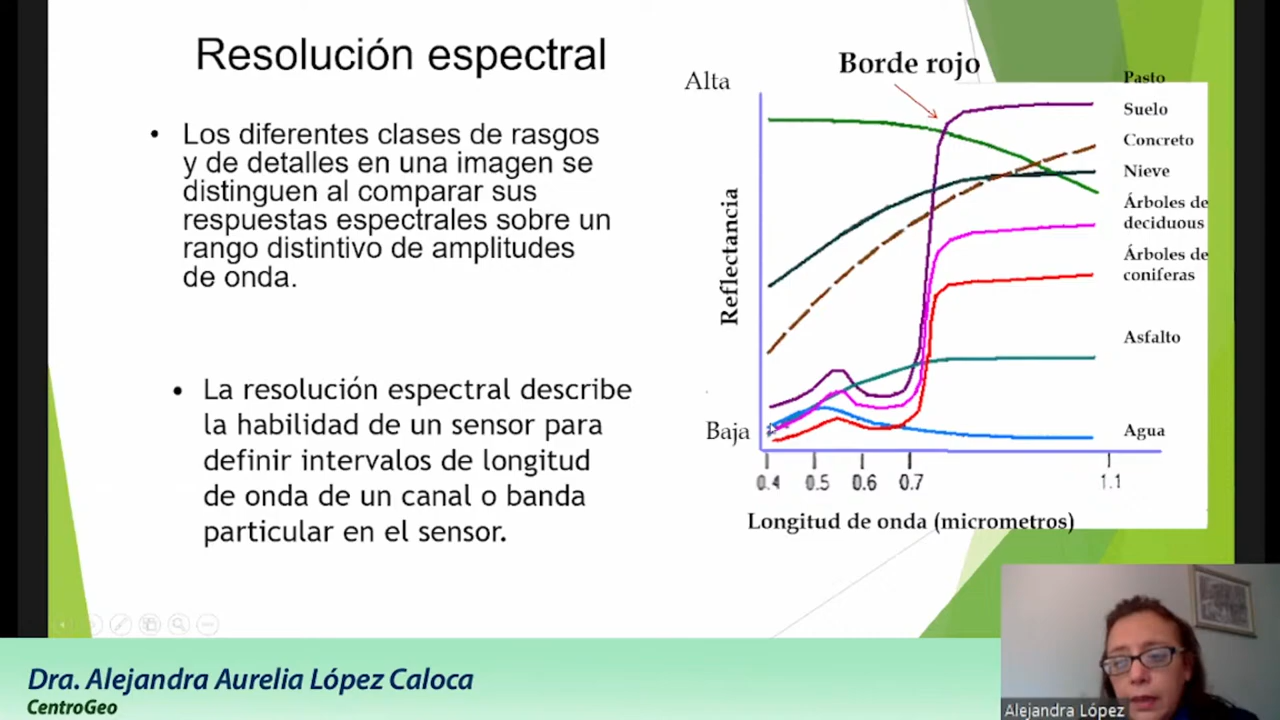 Resolución espectral
• Los diferentes clases de rasgos
y de detalles en una imagen se
distinguen al comparar sus
respuestas espectrales sobre un
rango distintivo de amplitudes
de onda.
• La resolución espectral describe
la habilidad de un sensor para
definir intervalos de longitud
de onda de un canal o banda
particular en el sensor.
Borde rojo
Alta
Reflectancia
Baja
0.4 0.5 0.6 0.7 1.1
Longitud de onda (micrometros)
Pasto
Suelo
Concreto
Nieve
Árboles de
deciduous
Árboles de
coniferas
Asfalto
Agua
Dra. Alejandra Aurelia López Caloca
CentroGeo
Alejandra López